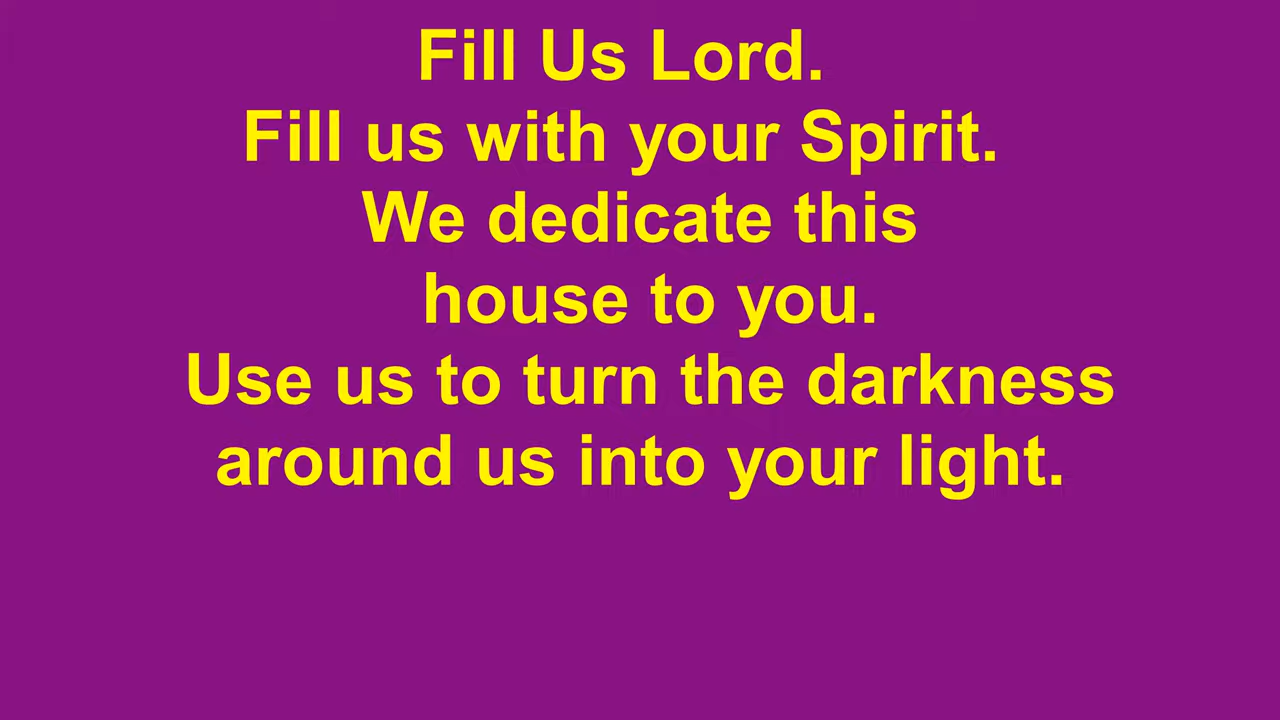 Fill Us Lord.
Fill us with your Spirit.
We dedicate this
house to you.
Use us to turn the darkness
around us into your light.